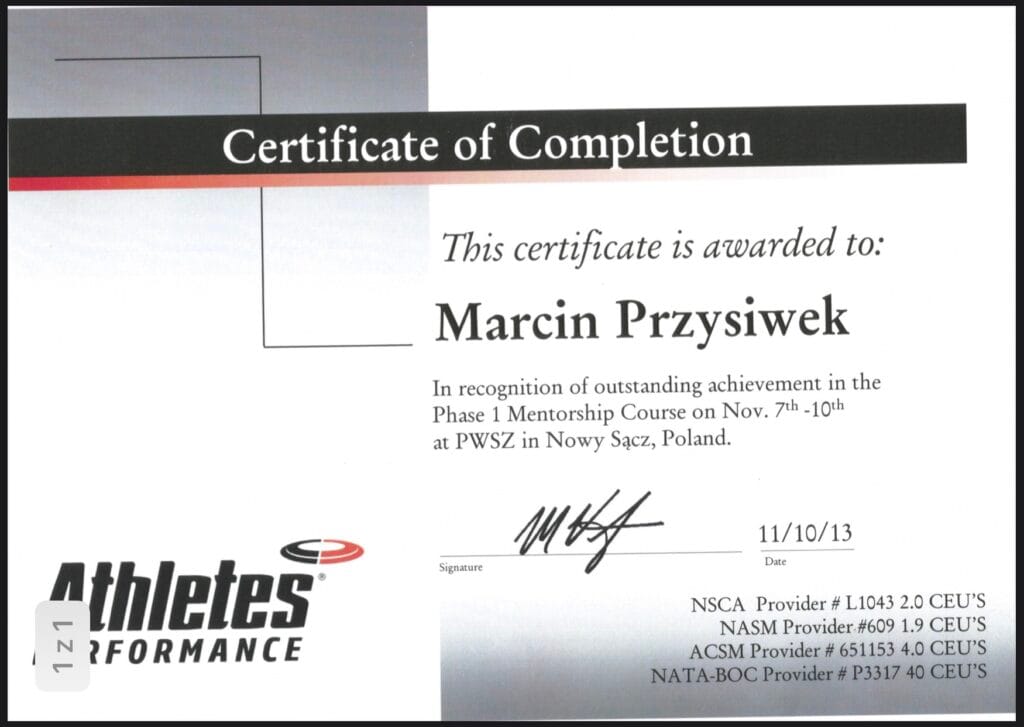 Certificate of Completion
This certificate is awarded to:
Marcin Przysiwek
In recognition of outstanding achievement in the
Phase 1 Mentorship Course on Nov. 7th -10th
at PWSZ in Nowy Sącz, Poland.
11/10/13
Signature
Date
Athletes®
PERFORMANCE
1 z 1
NSCA Provider # L1043 2.0 CEU'S
NASM Provider #609 1.9 CEU'S
ACSM Provider # 651153 4.0 CEU'S
NATA-BOC Provider # P3317 40 CEU'S